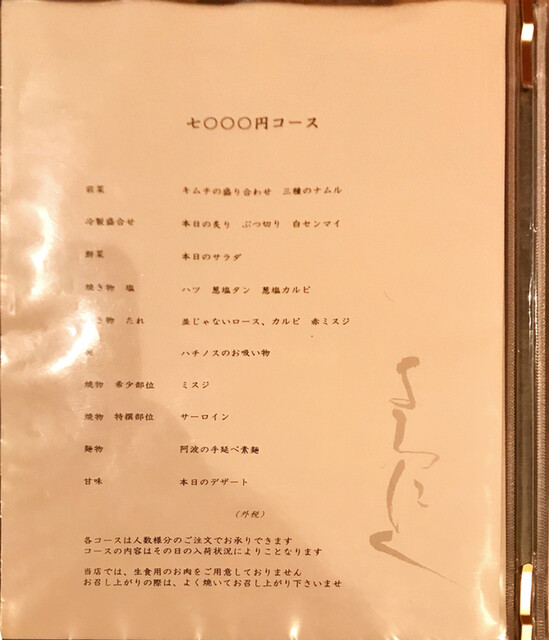 七〇〇〇円コース
前菜 キムチの盛り合わせ 三種のナムル
冷製盛合せ 本日の炙り ぶつ切り 白センマイ
鮮菜 本日のサラダ
焼き物 塩 ハツ 葱塩タン 葱塩カルビ
き物 たれ 並じゃないロース、カルビ 赤ミスジ
ハチノスのお吸い物
焼物 希少部位 ミスジ
焼物 特撰部位 サーロイン
麺物 阿波の手延べ素麺
甘味 本日のデザート
(外税)
各コースは人数様分のご注文でお承りできます
コースの内容はその日の入荷状況によりことなります
当店では、生食用のお肉をご用意しておりません
お召し上がりの際は、よく焼いてお召し上がり下さいませ